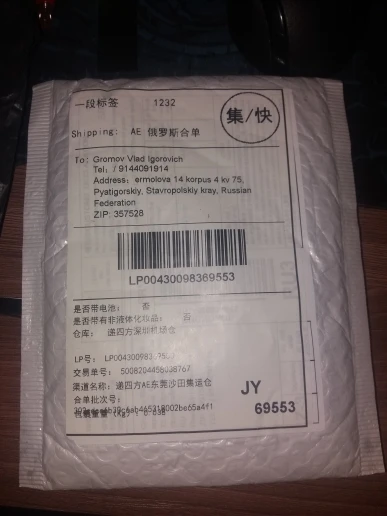 一段标签 1232
集/快
Shipping: AE 俄罗斯合单
To: Gromov Vlad Igorovich
Tel: / 9144091914
Address: ermolova 14 korpus 4 kv 75,
Pyatigorskiy, Stavropolskiy kray, Russian
Federation
ZIP: 357528
LP00430098369553
是否带电池: 否
是否带有非液体化妆品: 否
仓库: 递四方深圳机场仓
LP号:
交易单号: 5008204458038767
渠道名称: 递四方AE东莞沙田集运仓
合单批次号:
JY
69553